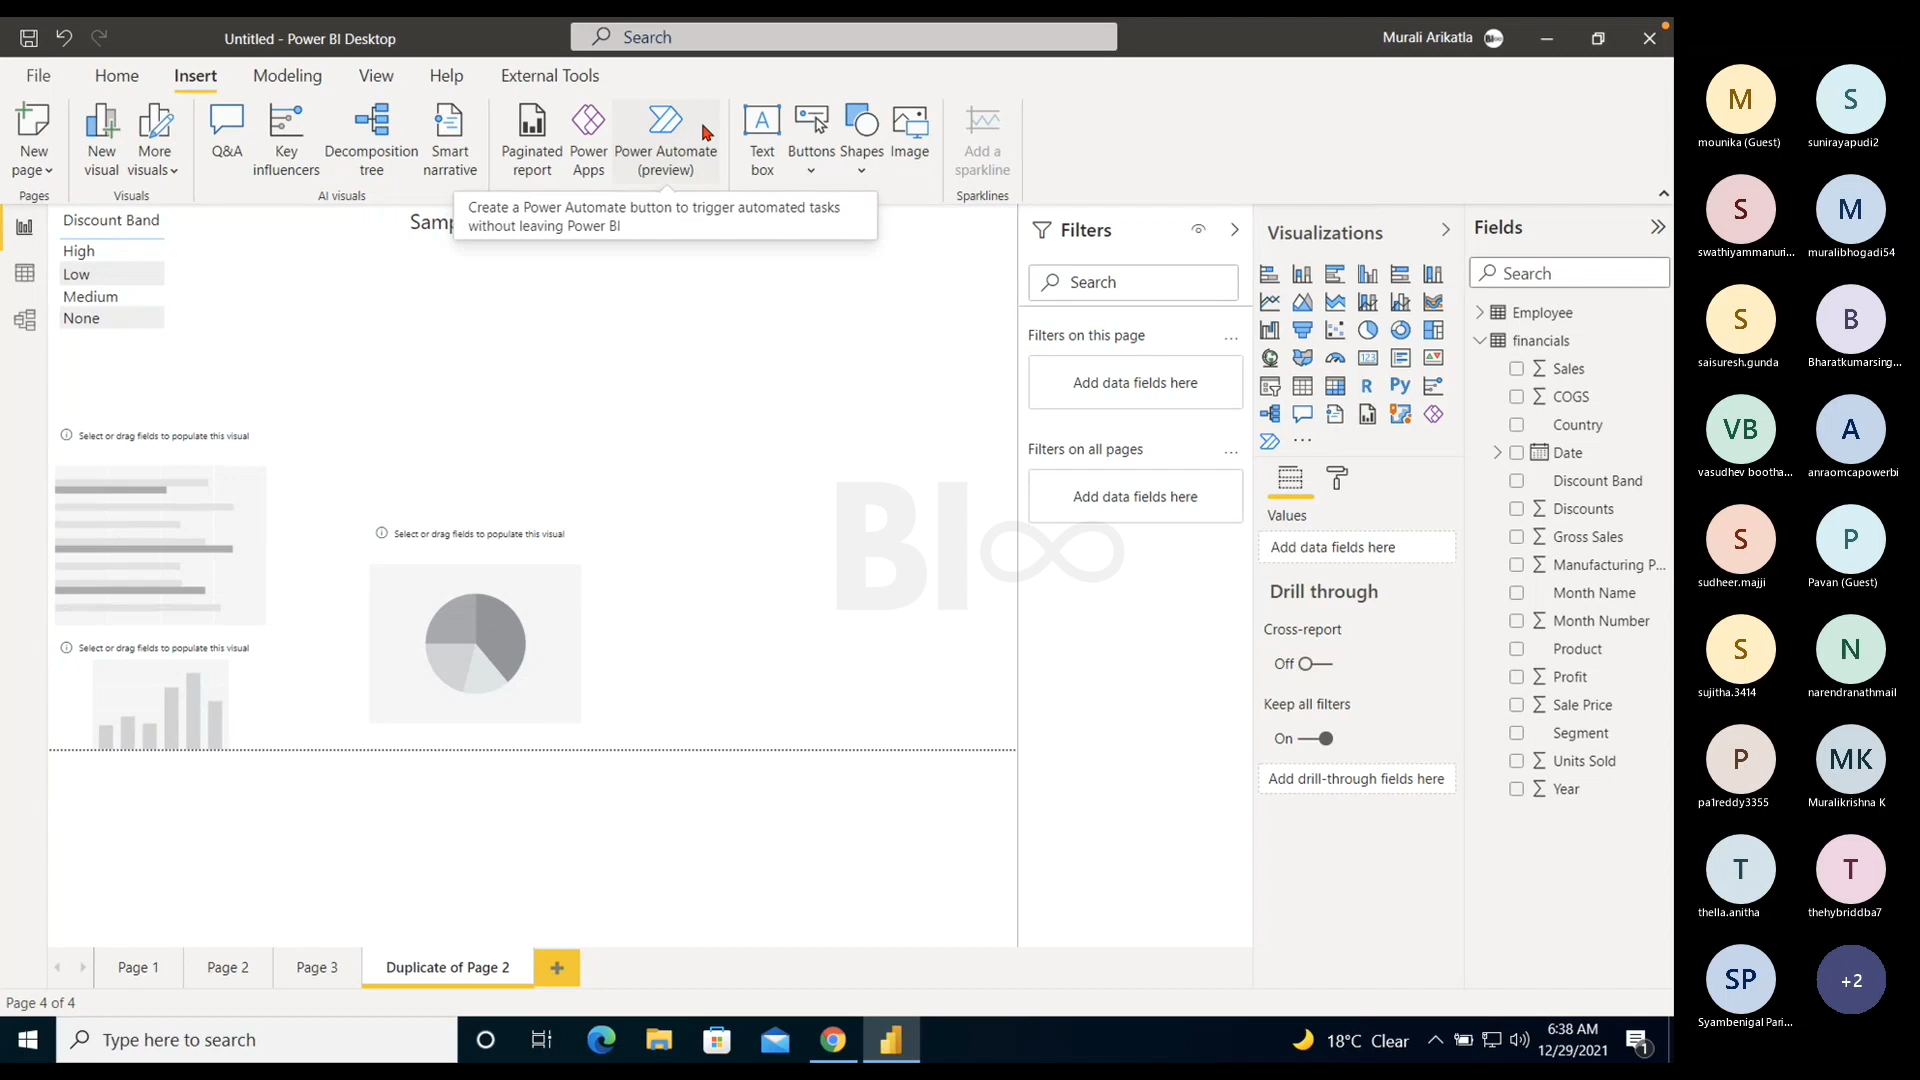 Untitled - Power BI Desktop
Search
Murali Arikatla
BI∞
File
Home
Insert
Modeling
View
Help
External Tools
New page
New visual
More visuals
Q&A
Key influencers
Decomposition tree
Smart narrative
Paginated report
Power Apps
Power Automate (preview)
A
Text box
Buttons
Shapes
Image
Add a sparkline
Pages
Visuals
AI visuals
Sparklines
Create a Power Automate button to trigger automated tasks
without leaving Power BI
Discount Band
High
Low
Medium
None
Samp
Select or drag fields to populate this visual
Select or drag fields to populate this visual
Select or drag fields to populate this visual
BI∞
Filters
Search
Filters on this page
...
Add data fields here
Filters on all pages
...
Add data fields here
Visualizations
123
R
Py
...
Values
Add data fields here
Drill through
Cross-report
Off
Keep all filters
On
Add drill-through fields here
Fields
Search
Employee
financials
∑ Sales
∑ COGS
Country
Date
Discount Band
∑ Discounts
∑ Gross Sales
∑ Manufacturing P...
Month Name
∑ Month Number
Product
∑ Profit
∑ Sale Price
Segment
∑ Units Sold
∑ Year
Page 1
Page 2
Page 3
Duplicate of Page 2
+
Page 4 of 4
Type here to search
18°C Clear
6:38 AM
12/29/2021
1
M
mounika (Guest)
S
sunirayapudi2
S
swathiyammanuri...
M
muralibhogadi54
S
saisuresh.gunda
B
Bharatkumarsing...
VB
vasudhev bootha...
A
anraomcapowerbi
S
sudheer.majji
P
Pavan (Guest)
S
sujitha.3414
N
narendranathmail
P
pa1reddy3355
MK
Muralikrishna K
T
thella.anitha
T
thehybriddba7
SP
Syambenigal Pari...
+2